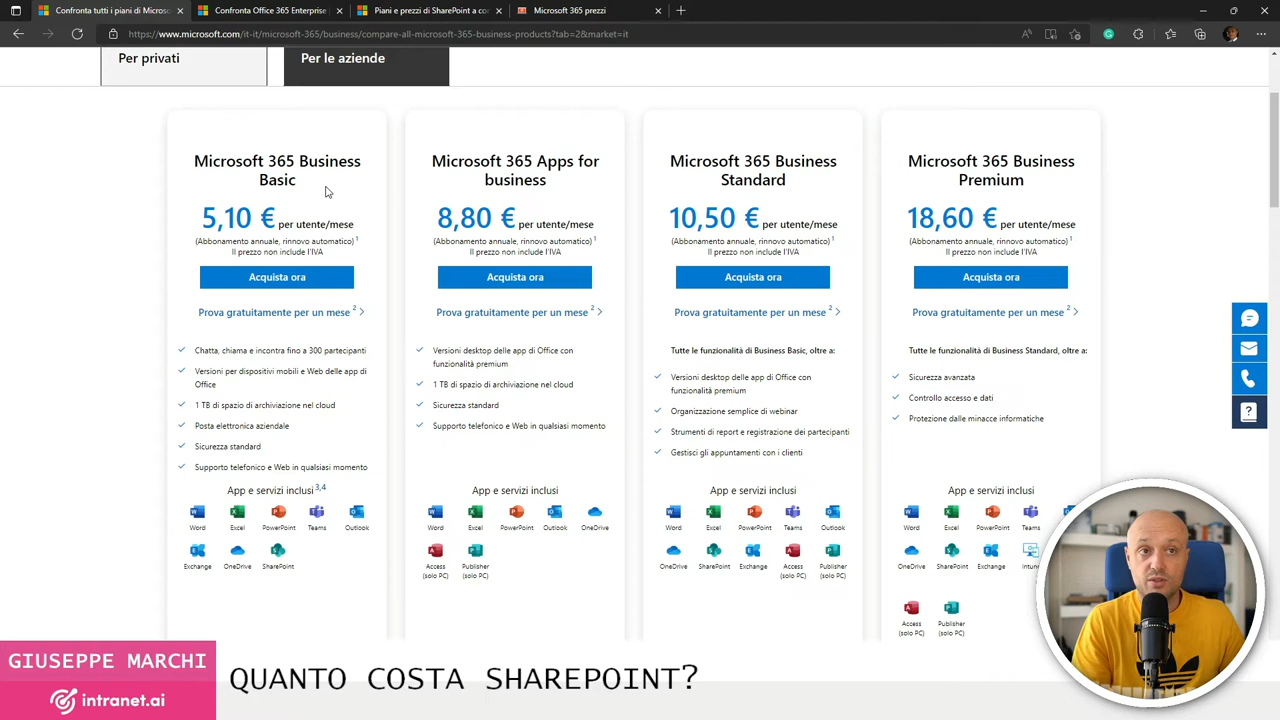 Confronta tutti i piani di Micros
Confronta Office 365 Enterprise
Piani e prezzi di SharePoint a co
Microsoft 365 prezzi
https://www.microsoft.com/it-it/microsoft-365/business/compare-all-microsoft-365-business-products?tab=2&market=it
Per privati
Per le aziende
Microsoft 365 Business
Basic
5,10 € per utente/mese
(Abbonamento annuale, rinnovo automatico) 1
Il prezzo non include l'IVA
Acquista ora
Prova gratuitamente per un mese 2
Chatta, chiama e incontra fino a 300 partecipanti
Versioni per dispositivi mobili e Web delle app di
Office
1 TB di spazio di archiviazione nel cloud
Posta elettronica aziendale
Sicurezza standard
Supporto telefonico e Web in qualsiasi momento
App e servizi inclusi 3,4
Word Excel PowerPoint Teams Outlook
Exchange OneDrive SharePoint
Microsoft 365 Apps for
business
8,80 € per utente/mese
(Abbonamento annuale, rinnovo automatico) 1
Il prezzo non include l'IVA
Acquista ora
Prova gratuitamente per un mese 2
Versioni desktop delle app di Office con
funzionalità premium
1 TB di spazio di archiviazione nel cloud
Sicurezza standard
Supporto telefonico e Web in qualsiasi momento
App e servizi inclusi
Word Excel PowerPoint Outlook OneDrive
Access Publisher
(solo PC) (solo PC)
Microsoft 365 Business
Standard
10,50 € per utente/mese
(Abbonamento annuale, rinnovo automatico) 1
Il prezzo non include l'IVA
Acquista ora
Prova gratuitamente per un mese 2
Tutte le funzionalità di Business Basic, oltre a:
Versioni desktop delle app di Office con
funzionalità premium
Organizzazione semplice di webinar
Strumenti di report e registrazione dei partecipanti
Gestisci gli appuntamenti con i clienti
App e servizi inclusi
Word Excel PowerPoint Teams Outlook
OneDrive SharePoint Exchange Access Publisher
(solo PC) (solo PC)
Microsoft 365 Business
Premium
18,60 € per utente/mese
(Abbonamento annuale, rinnovo automatico) 1
Il prezzo non include l'IVA
Acquista ora
Prova gratuitamente per un mese 2
Tutte le funzionalità di Business Standard, oltre a:
Sicurezza avanzata
Controllo accesso e dati
Protezione dalle minacce informatiche
App e servizi inclusi
Word Excel PowerPoint Teams
OneDrive SharePoint Exchange Intun
Access Publisher
(solo PC) (solo PC)
GIUSEPPE MARCHI
intranet.ai
QUANTO COSTA SHAREPOINT?